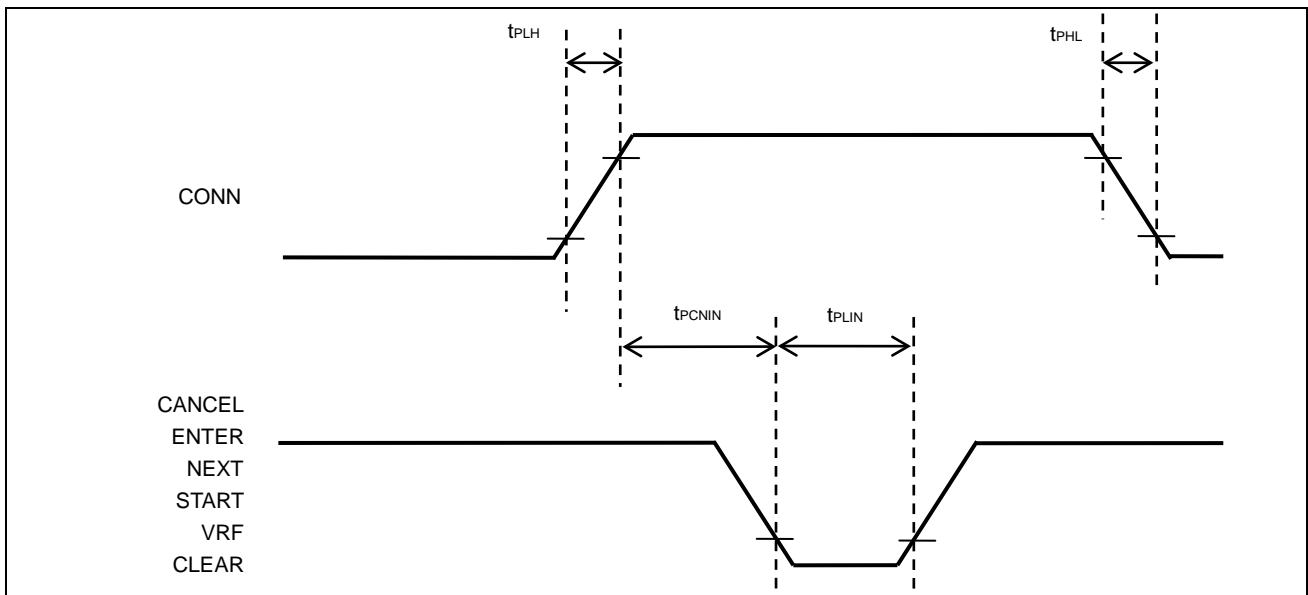 tPLH
tPHL
CONN
tPCNIN
tPLIN
CANCEL
ENTER
NEXT
START
VRF
CLEAR